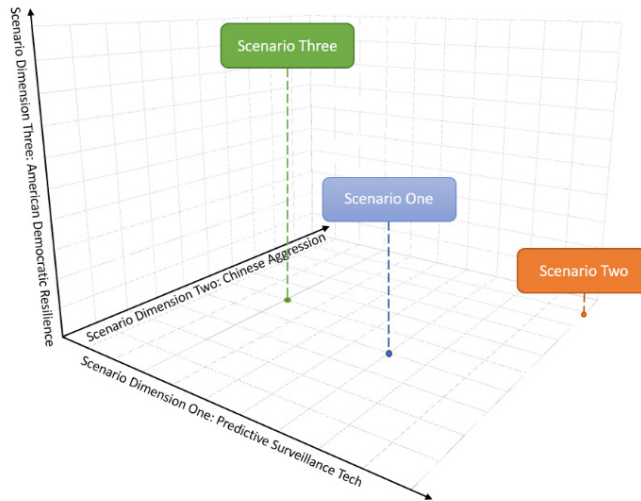 Scenario Dimension Three: American Democratic Resilience
Scenario Three
Scenario One
Scenario Two
Scenario Dimension Two: Chinese Aggression
Scenario Dimension One: Predictive Surveillance Tech